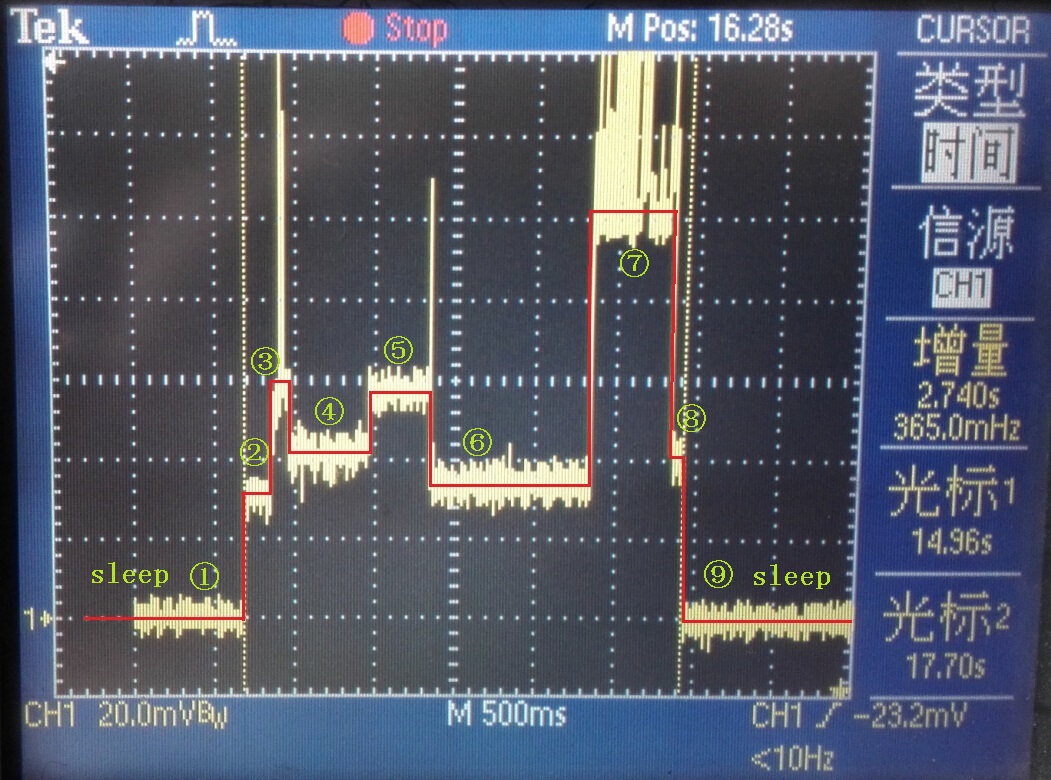 Tek Stop M Pos: 16.28s CURSOR
类型
时间
信源
CH1
增量
2.740s
365.0mHz
光标1
14.96s
光标2
17.70s
③ ⑤ ⑦
④ ⑧
② ⑥
sleep ① ⑨ sleep
1
CH1 20.0mVBw M 500ms CH1 -23.2mV
<10Hz